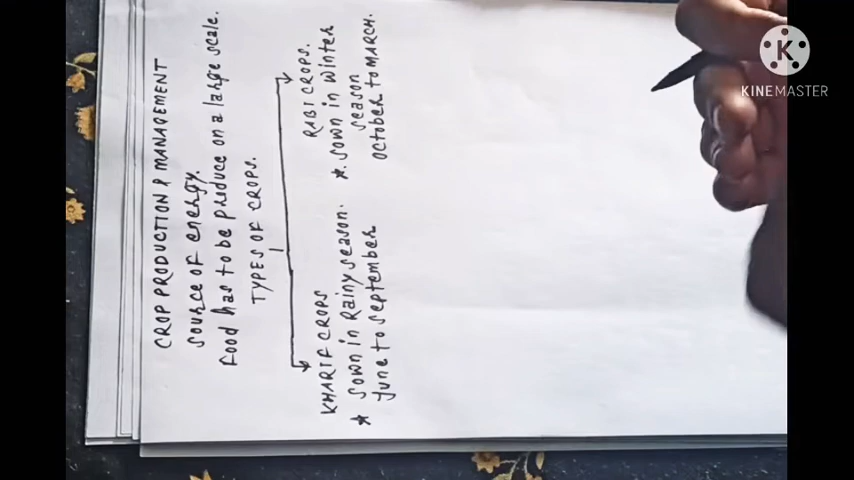 CROP PRODUCTION & MANAGEMENT
source of energy.
Food has to be produce on a large scale.
TYPES OF CROPS.
KHARIF CROPS
* sown in Rainy season.
June to september
RABI CROPS.
* sown in winter
season
october to MARCH.
KINEMASTER